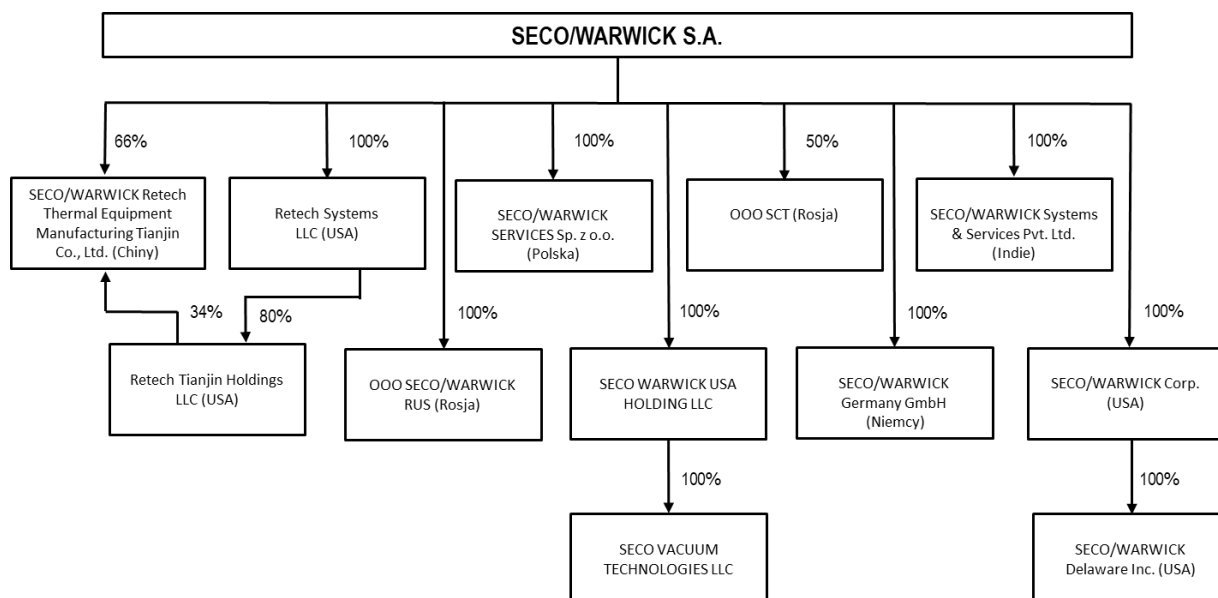 SECO/WARWICK S.A.
66%
100%
100%
50%
100%
SECO/WARWICK Retech
Thermal Equipment
Manufacturing Tianjin
Co., Ltd. (Chiny)
Retech Systems
LLC (USA)
SECO/WARWICK
SERVICES Sp. z o.o.
(Polska)
OOO SCT (Rosja)
SECO/WARWICK Systems
& Services Pvt. Ltd.
(Indie)
34%
80%
100%
100%
100%
100%
Retech Tianjin Holdings
LLC (USA)
OOO SECO/WARWICK
RUS (Rosja)
SECO WARWICK USA
HOLDING LLC
SECO/WARWICK
Germany GmbH
(Niemcy)
SECO/WARWICK Corp.
(USA)
100%
100%
SECO VACUUM
TECHNOLOGIES LLC
SECO/WARWICK
Delaware Inc. (USA)